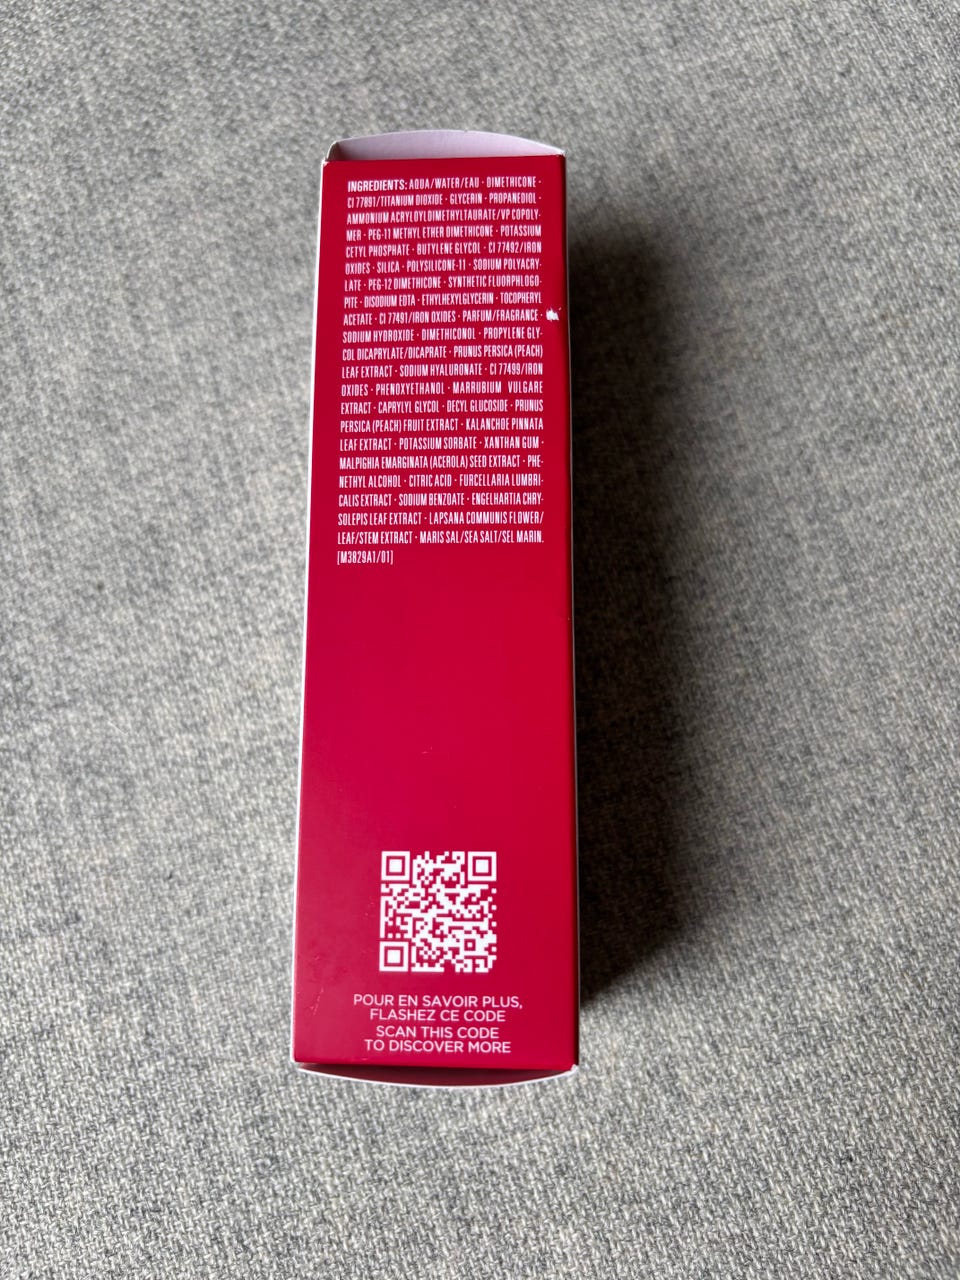 INGREDIENTS: AQUA/WATER/EAU · DIMETHICONE ·
CI 77891/TITANIUM DIOXIDE · GLYCERIN · PROPANEDIOL ·
AMMONIUM ACRYLOYLDIMETHYLTAURATE/VP COPOLY-
MER · PEG-11 METHYL ETHER DIMETHICONE · POTASSIUM
CETYL PHOSPHATE · BUTYLENE GLYCOL · CI 77492/IRON
OXIDES · SILICA · POLYSILICONE-11 · SODIUM POLYACRY-
LATE · PEG-12 DIMETHICONE · SYNTHETIC FLUORPHLOGO-
PITE · DISODIUM EDTA · ETHYLHEXYLGLYCERIN · TOCOPHERYL
ACETATE · CI 77491/IRON OXIDES · PARFUM/FRAGRANCE ·
SODIUM HYDROXIDE · DIMETHICONOL · PROPYLENE GLY-
COL DICAPRYLATE/DICAPRATE · PRUNUS PERSICA (PEACH)
LEAF EXTRACT · SODIUM HYALURONATE · CI 77499/IRON
OXIDES · PHENOXYETHANOL · MARRUBIUM VULGARE
EXTRACT · CAPRYLYL GLYCOL · DECYL GLUCOSIDE · PRUNUS
PERSICA (PEACH) FRUIT EXTRACT · KALANCHOE PINNATA
LEAF EXTRACT · POTASSIUM SORBATE · XANTHAN GUM ·
MALPIGHIA EMARGINATA (ACEROLA) SEED EXTRACT · PHE-
NETHYL ALCOHOL · CITRIC ACID · FURCELLARIA LUMBRI-
CALIS EXTRACT · SODIUM BENZOATE · ENGELHARTIA CHRY-
SOLEPIS LEAF EXTRACT · LAPSANA COMMUNIS FLOWER/
LEAF/STEM EXTRACT · MARIS SAL/SEA SALT/SEL MARIN.
[M3829A1/01]
POUR EN SAVOIR PLUS,
FLASHEZ CE CODE
SCAN THIS CODE
TO DISCOVER MORE